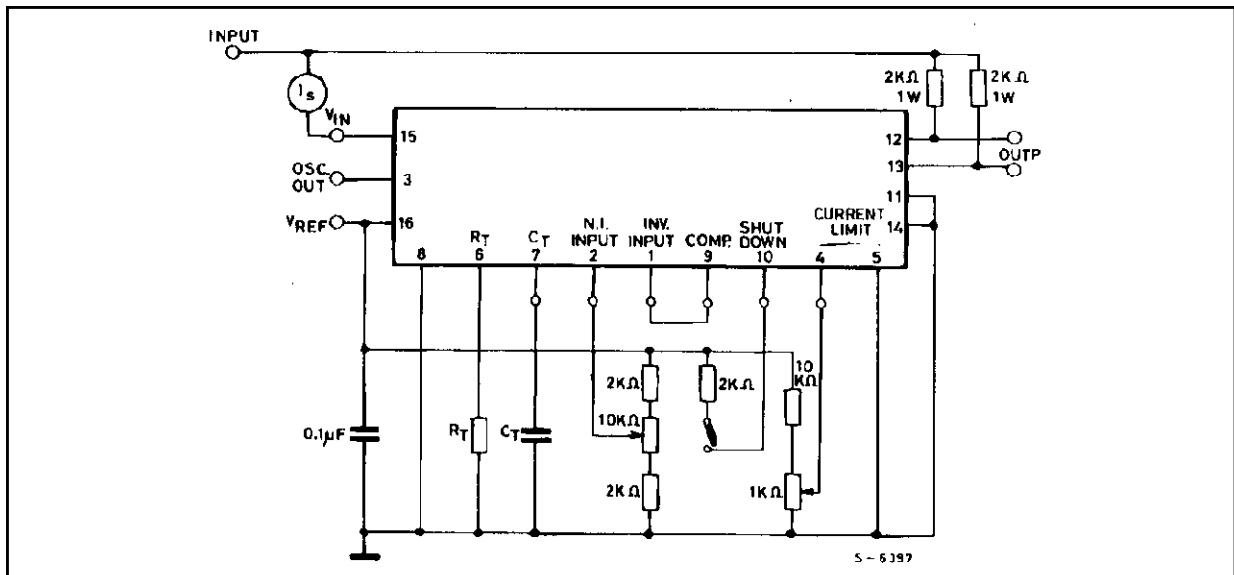 INPUT
2KΩ
1W
2KΩ
1W
Is
VIN
15
12
OUTP
OSC
OUT
3
13
11
VREF
16
CURRENT
LIMIT
14
8
RT
6
CT
7
N.I.
INPUT
2
INV.
INPUT
1
COMP.
9
SHUT
DOWN
10
4
5
2KΩ
2KΩ
10
KΩ
10KΩ
0.1μF
RT
CT
2KΩ
1KΩ
S-6397